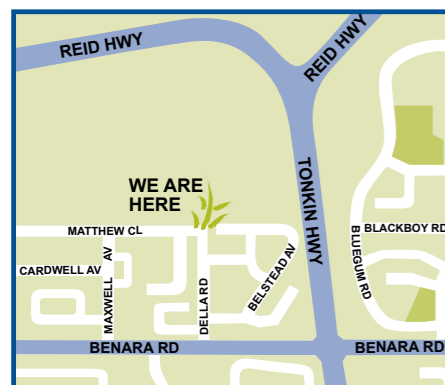 REID HWY
REID HWY
TONKIN HWY
WE ARE
HERE
MATTHEW CL
BLACKBOY RD
BLUEGUM RD
CARDWELL AV
MAXWELL AV
DELLA RD
BELSTEAD AV
BENARA RD
BENARA RD